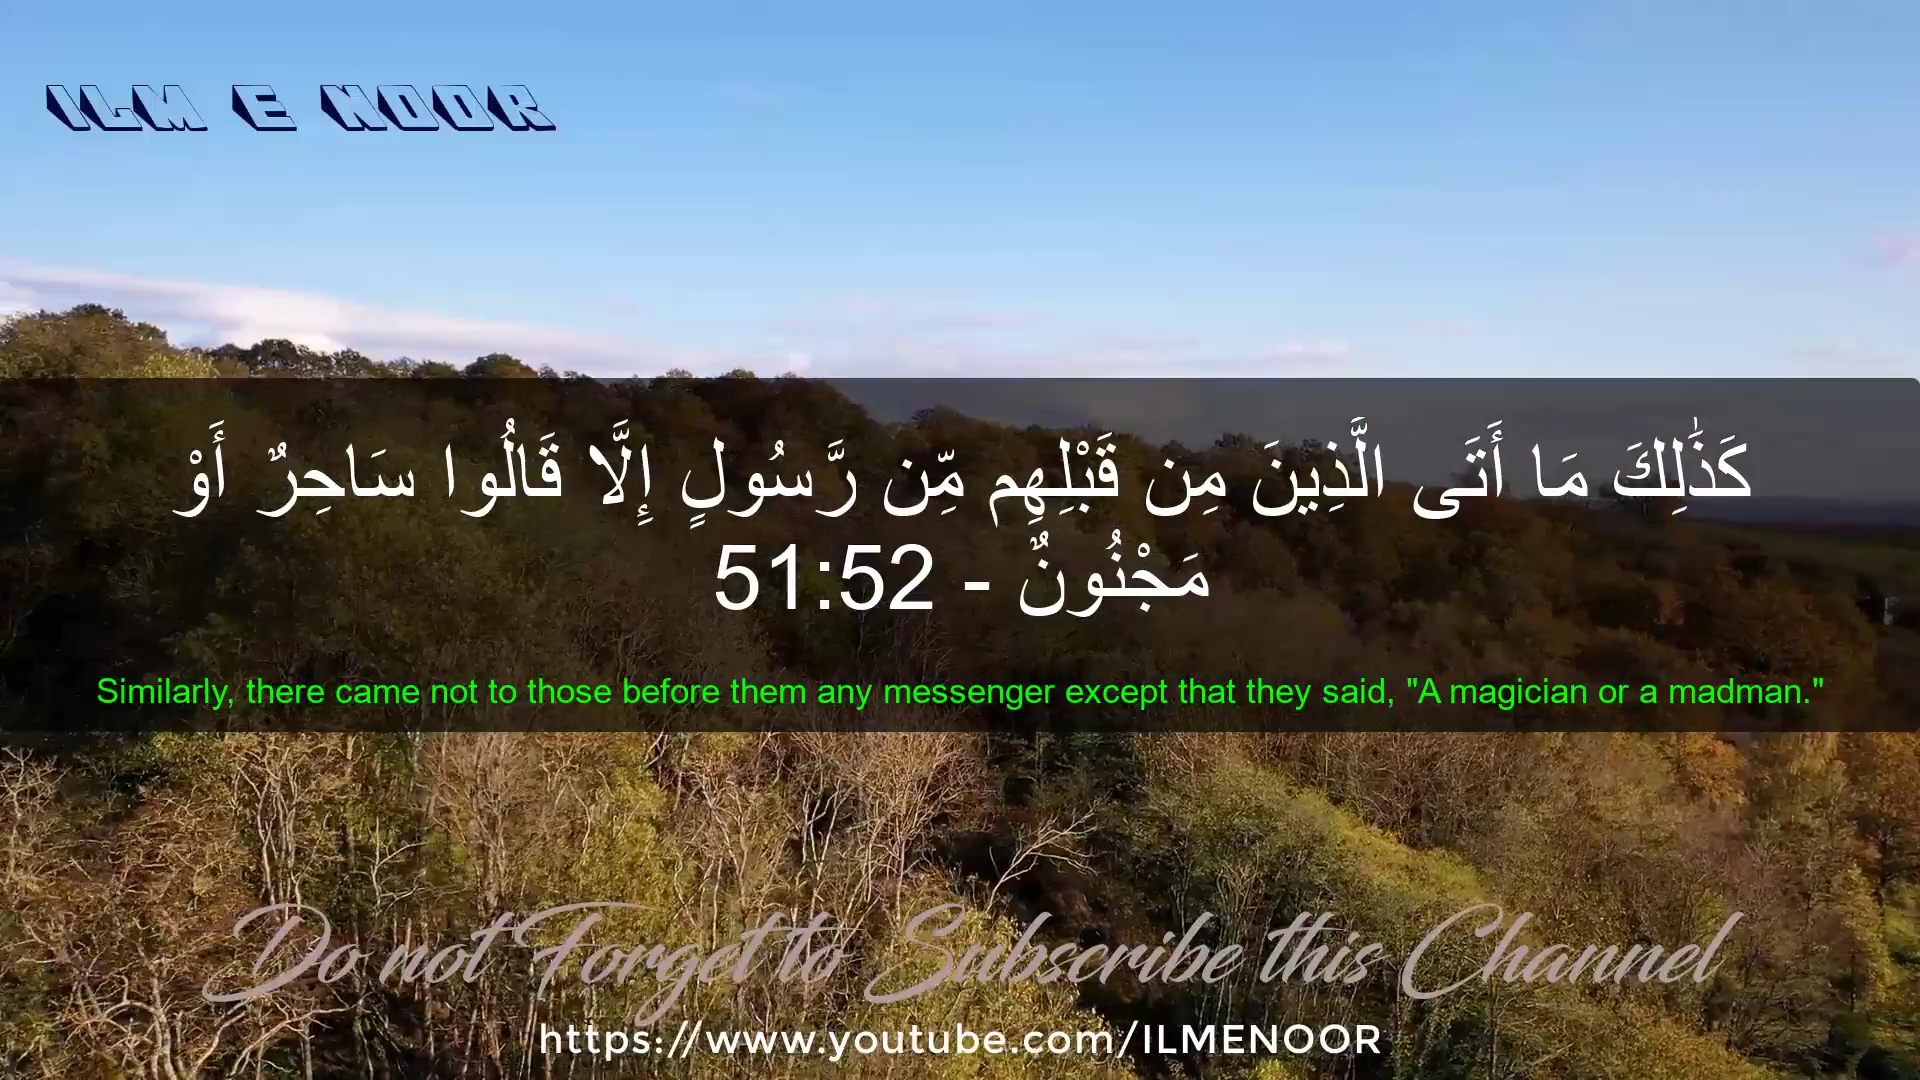 ILM E NOOR
كَذَٰلِكَ مَا أَتَى الَّذِينَ مِن قَبْلِهِم مِّن رَّسُولٍ إِلَّا قَالُوا سَاحِرٌ أَوْ
مَجْنُونٌ - 51:52
Similarly, there came not to those before them any messenger except that they said, "A magician or a madman."
Do not Forget to Subscribe this Channel
https://www.youtube.com/ILMENOOR